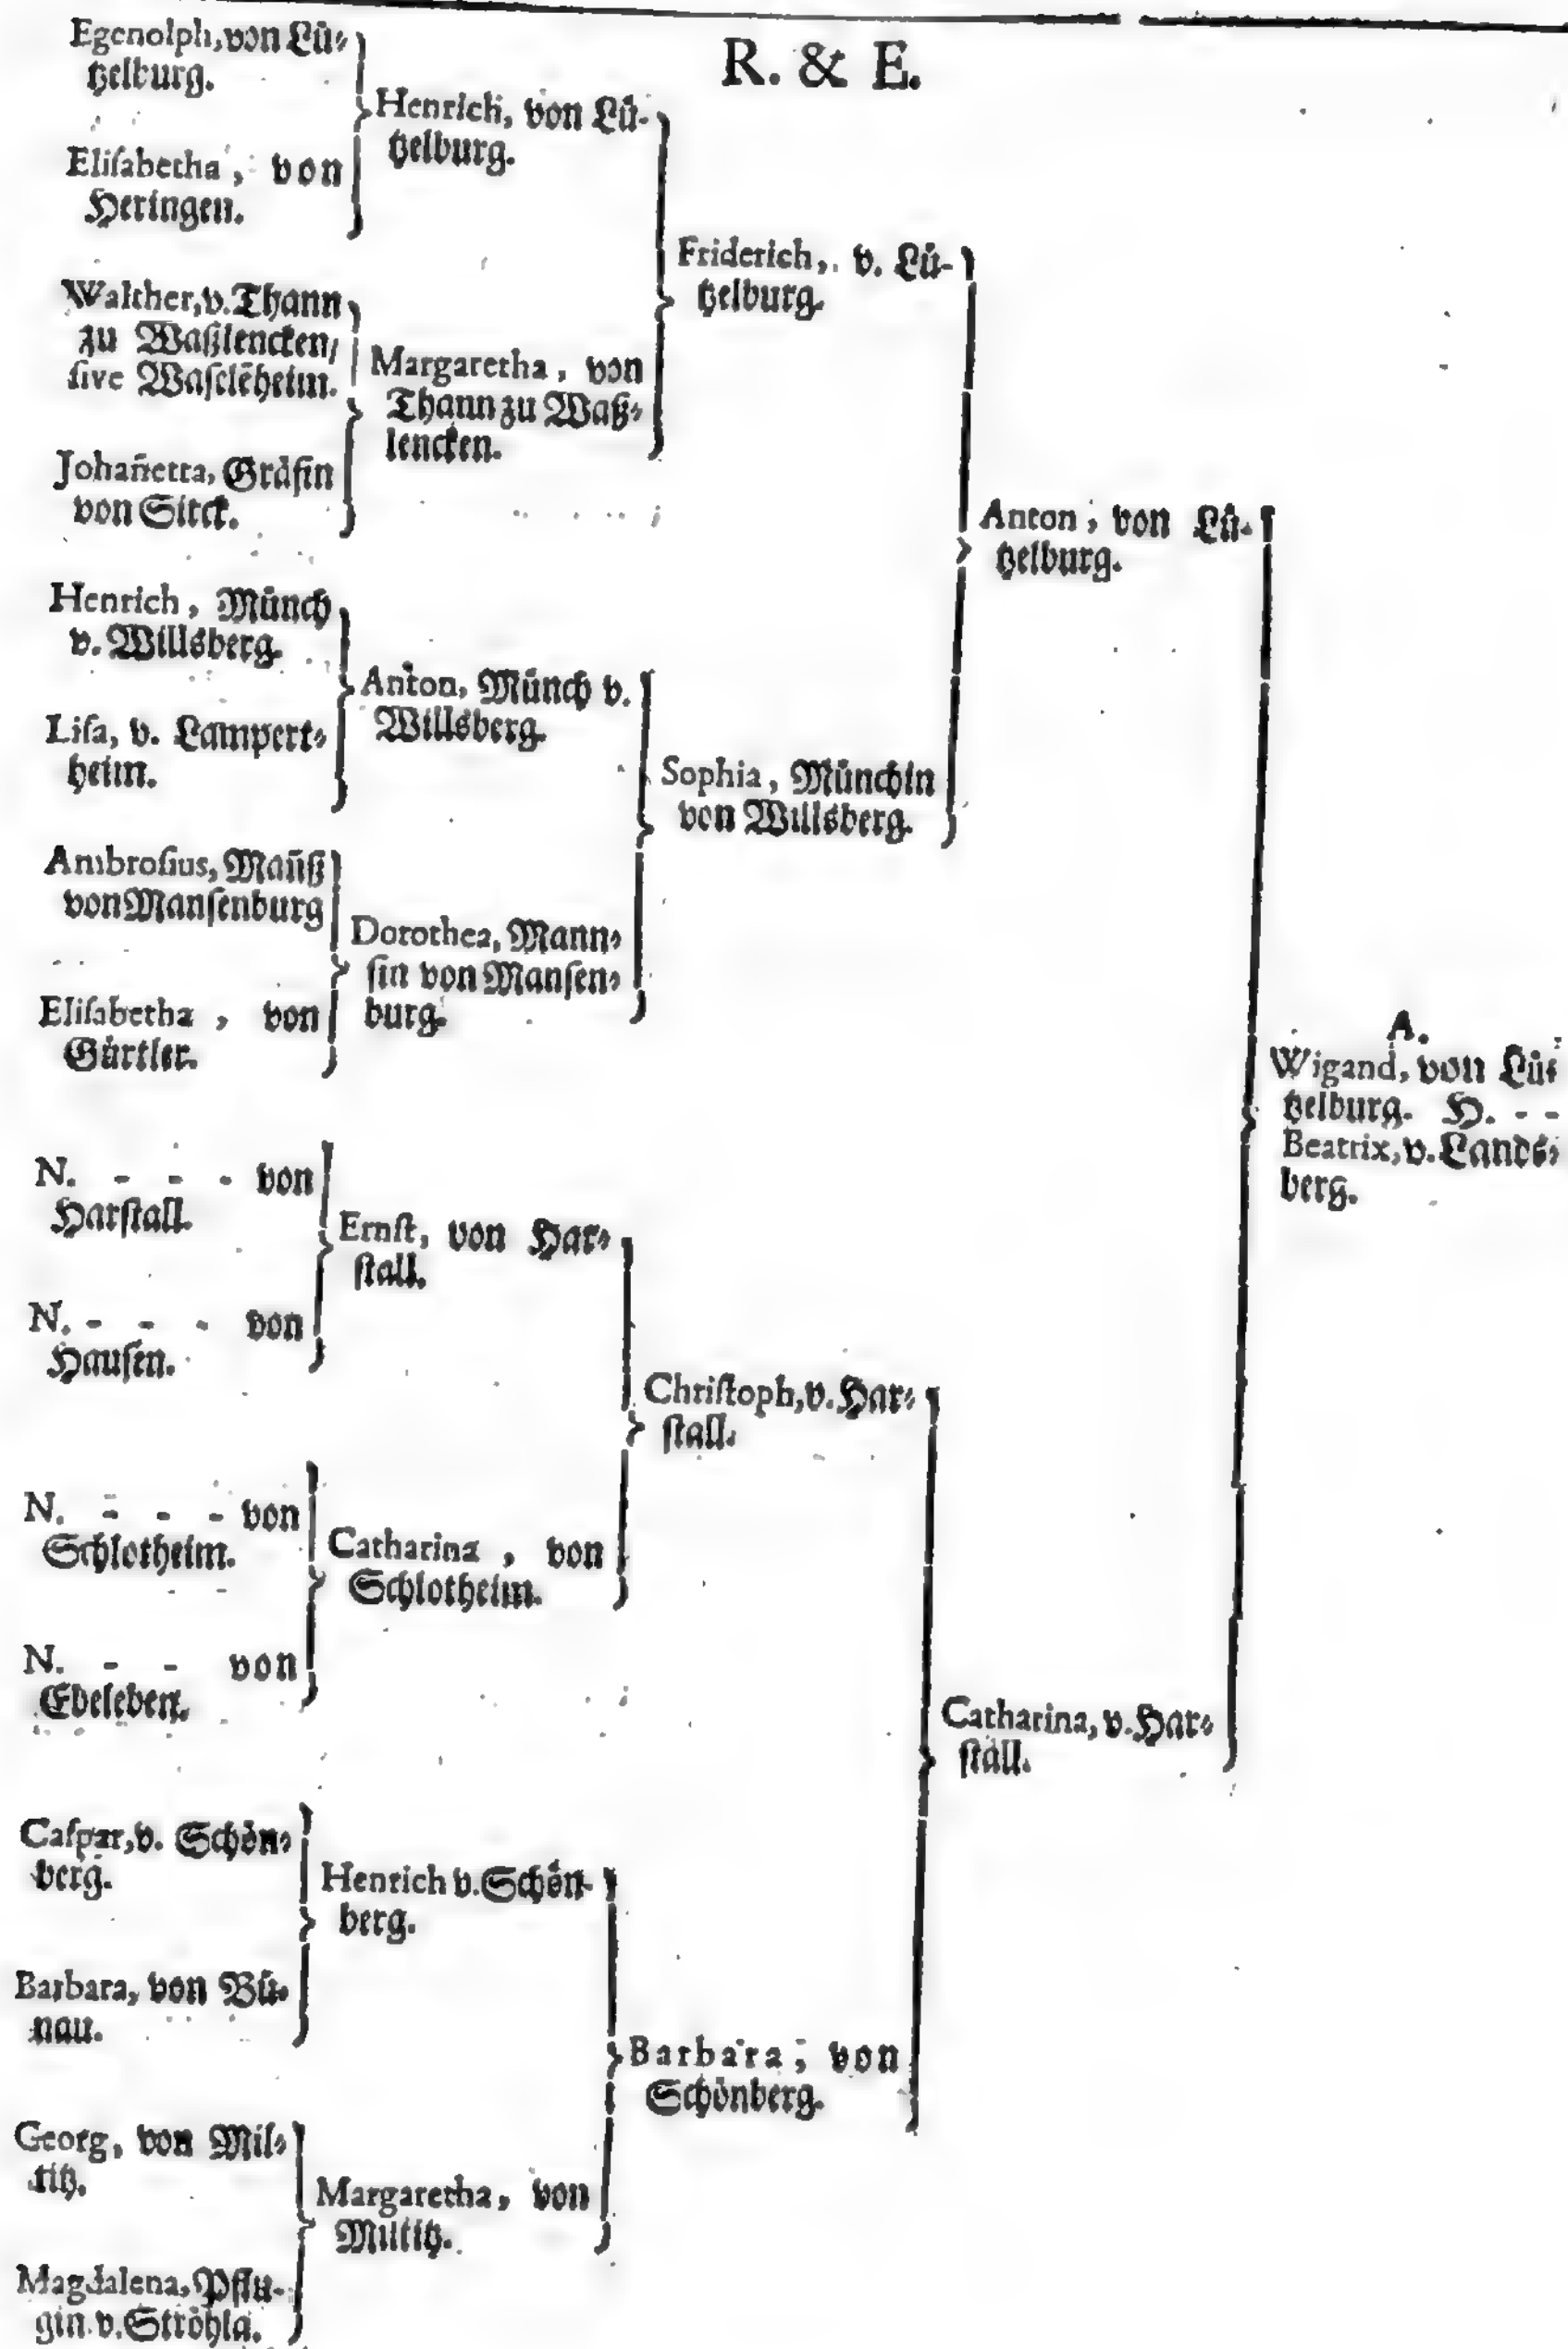 R. & E.
Egenolph, von Lü-
tzelburg.
Elisabetha, von
Heringen.
Walther, v. Thann
zu Waßlencken/
sive Wasclēheim.
Johañetta, Gräfin
von Sirck.
Henrich, Münch
v. Willsberg.
Lisa, v. Lampert-
heim.
Ambrosius, Mañß
von Mansenburg
Elisabetha, von
Gürtler.
N. - - - von
Harstall.
N. - - - von
Hausen.
N. - - - von
Schlotheim.
N. - - von
Ebeleben.
Caspar, v. Schön-
berg.
Barbara, von Bü-
nau.
Georg, von Mil-
titz.
Magdalena, Pflu-
gin v. Ströhla.
Henrich, von Lü-
tzelburg.
Margaretha, von
Thann zu Waß-
lencken.
Anton, Münch v.
Willsberg.
Dorothea, Mann-
sin von Mansen-
burg.
Ernst, von Har-
stall.
Catharina, von
Schlotheim.
Henrich v. Schön-
berg.
Margaretha, von
Miltitz.
Friderich, v. Lü-
tzelburg.
Sophia, Münchin
von Willsberg.
Christoph, v. Har-
stall.
Barbara, von
Schönberg.
Anton, von Lü-
tzelburg.
Catharina, v. Har-
stall.
A.
Wigand, von Lü-
tzelburg. H. - -
Beatrix, v. Lands-
berg.